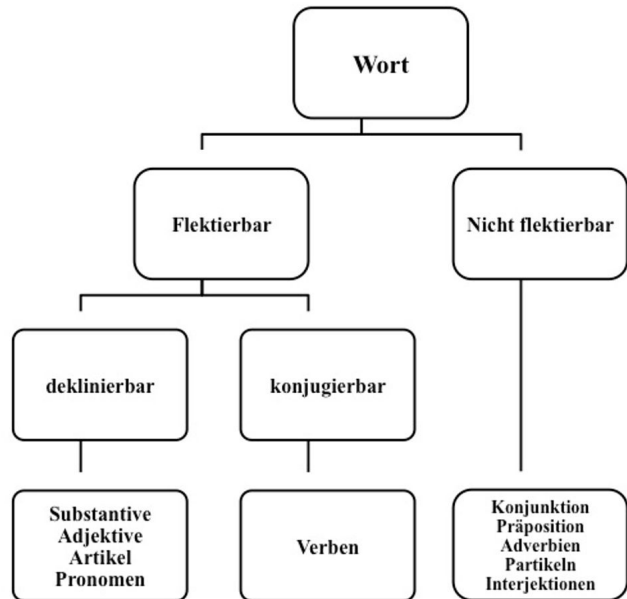 Wort
Flektierbar
Nicht flektierbar
deklinierbar
konjugierbar
Substantive
Adjektive
Artikel
Pronomen
Verben
Konjunktion
Präposition
Adverbien
Partikeln
Interjektionen